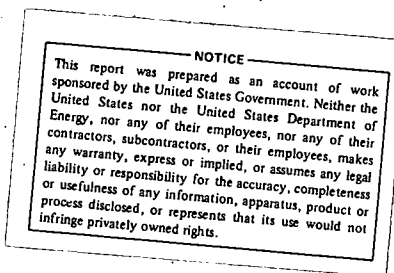 NOTICE
This report was prepared as an account of work
sponsored by the United States Government. Neither the
United States nor the United States Department of
Energy, nor any of their employees, nor any of their
contractors, subcontractors, or their employees, makes
any warranty, express or implied, or assumes any legal
liability or responsibility for the accuracy, completeness
or usefulness of any information, apparatus, product or
process disclosed, or represents that its use would not
infringe privately owned rights.